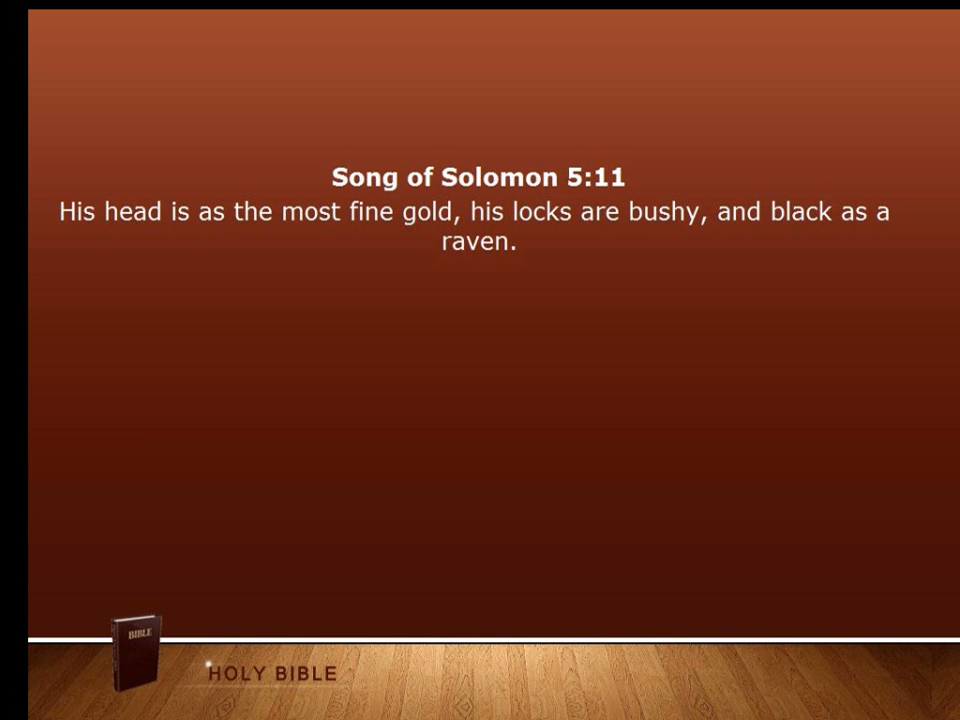 Song of Solomon 5:11
His head is as the most fine gold, his locks are bushy, and black as a
raven.
BIBLE
HOLY BIBLE